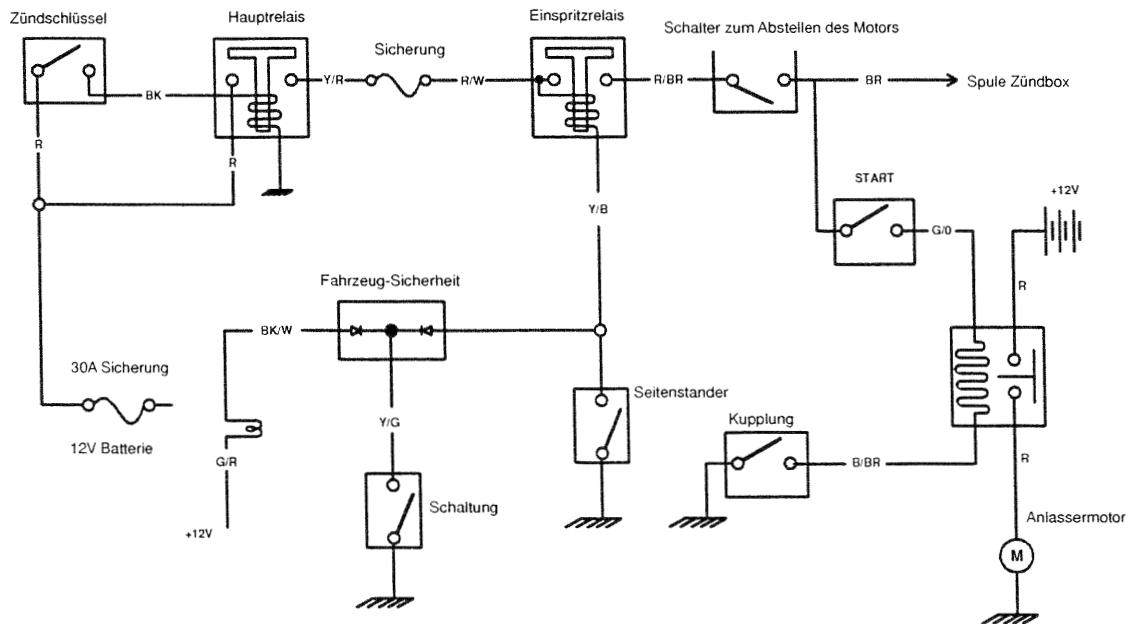 Zündschlüssel
Hauptrelais
Einspritzrelais
Schalter zum Abstellen des Motors
Sicherung
BK
Y/R
R/W
R/BR
BR
Spule Zündbox
R
R
START
+12V
Y/B
G/0
Fahrzeug-Sicherheit
R
BK/W
30A Sicherung
Seitenstander
Y/G
Kupplung
12V Batterie
G/R
B/BR
R
Schaltung
Anlassermotor
+12V
M